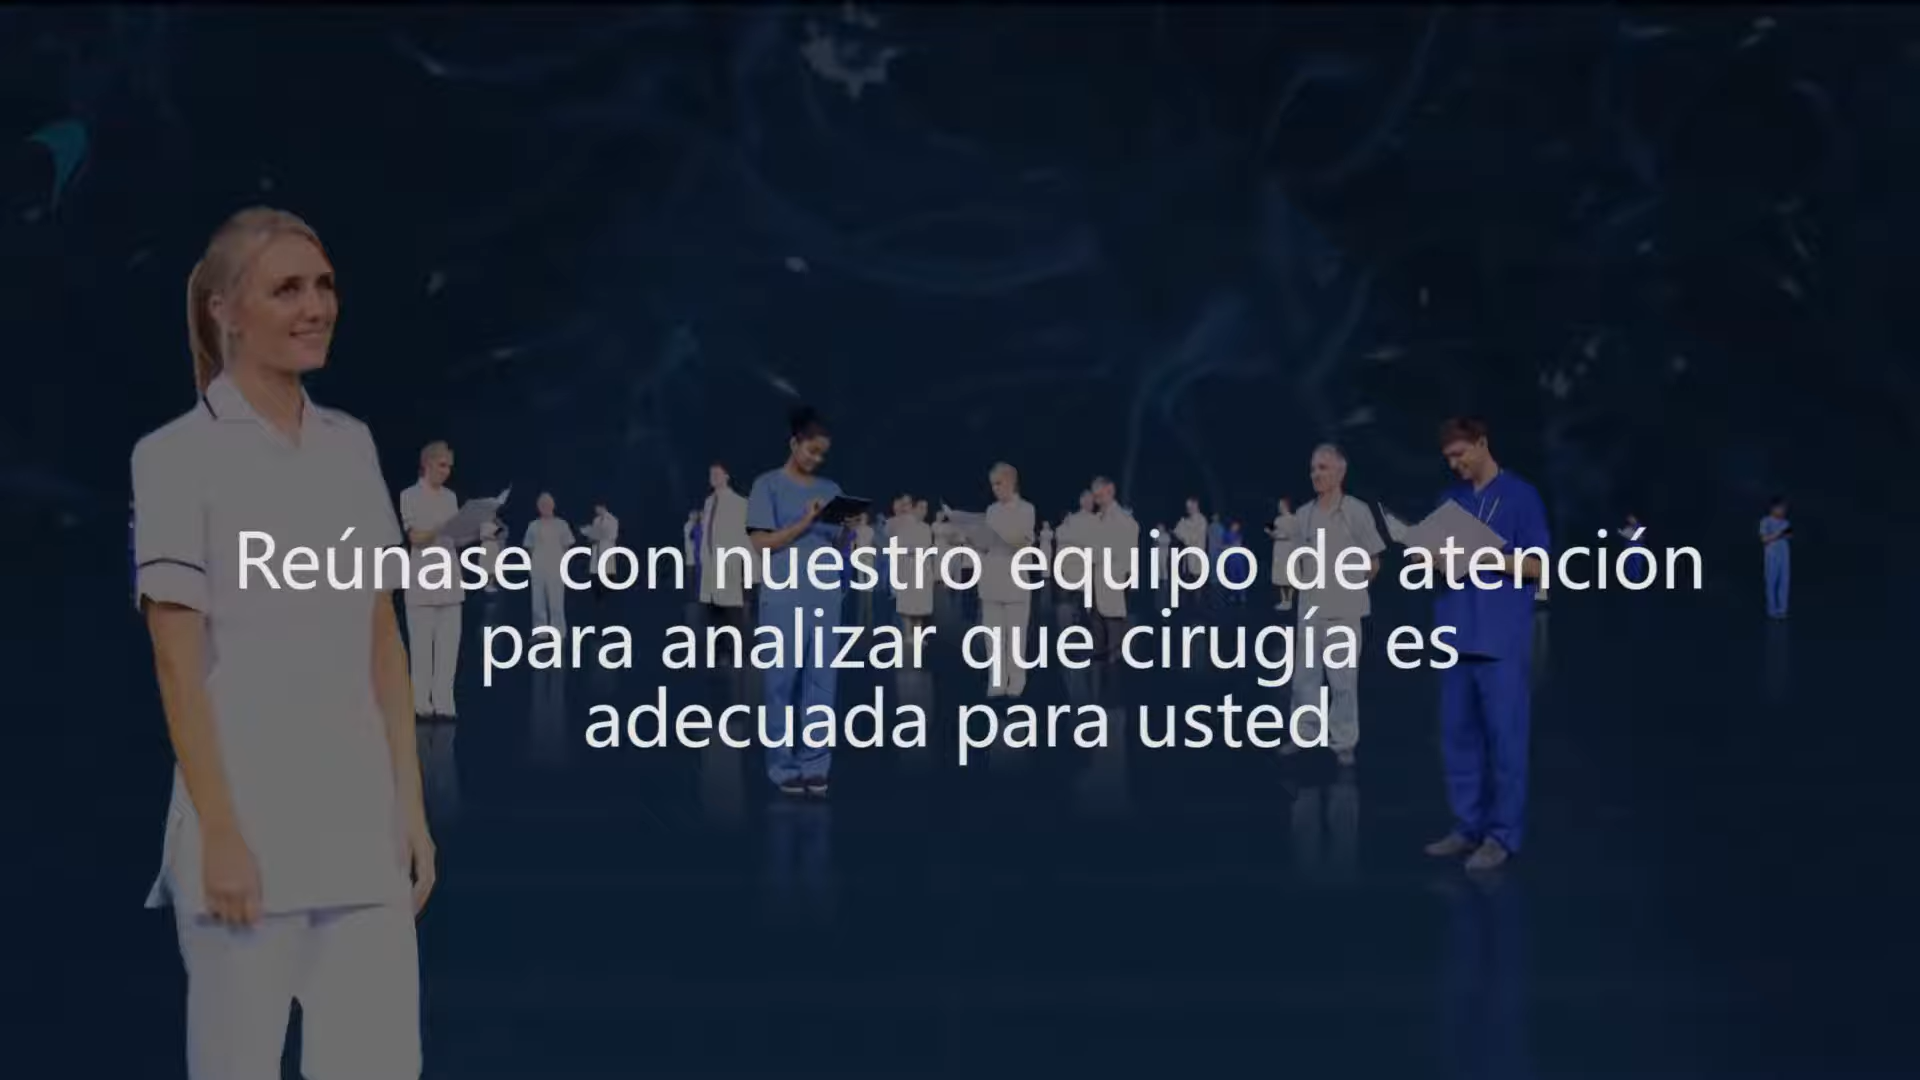 Reúnase con nuestro equipo de atención
para analizar que cirugía es
adecuada para usted